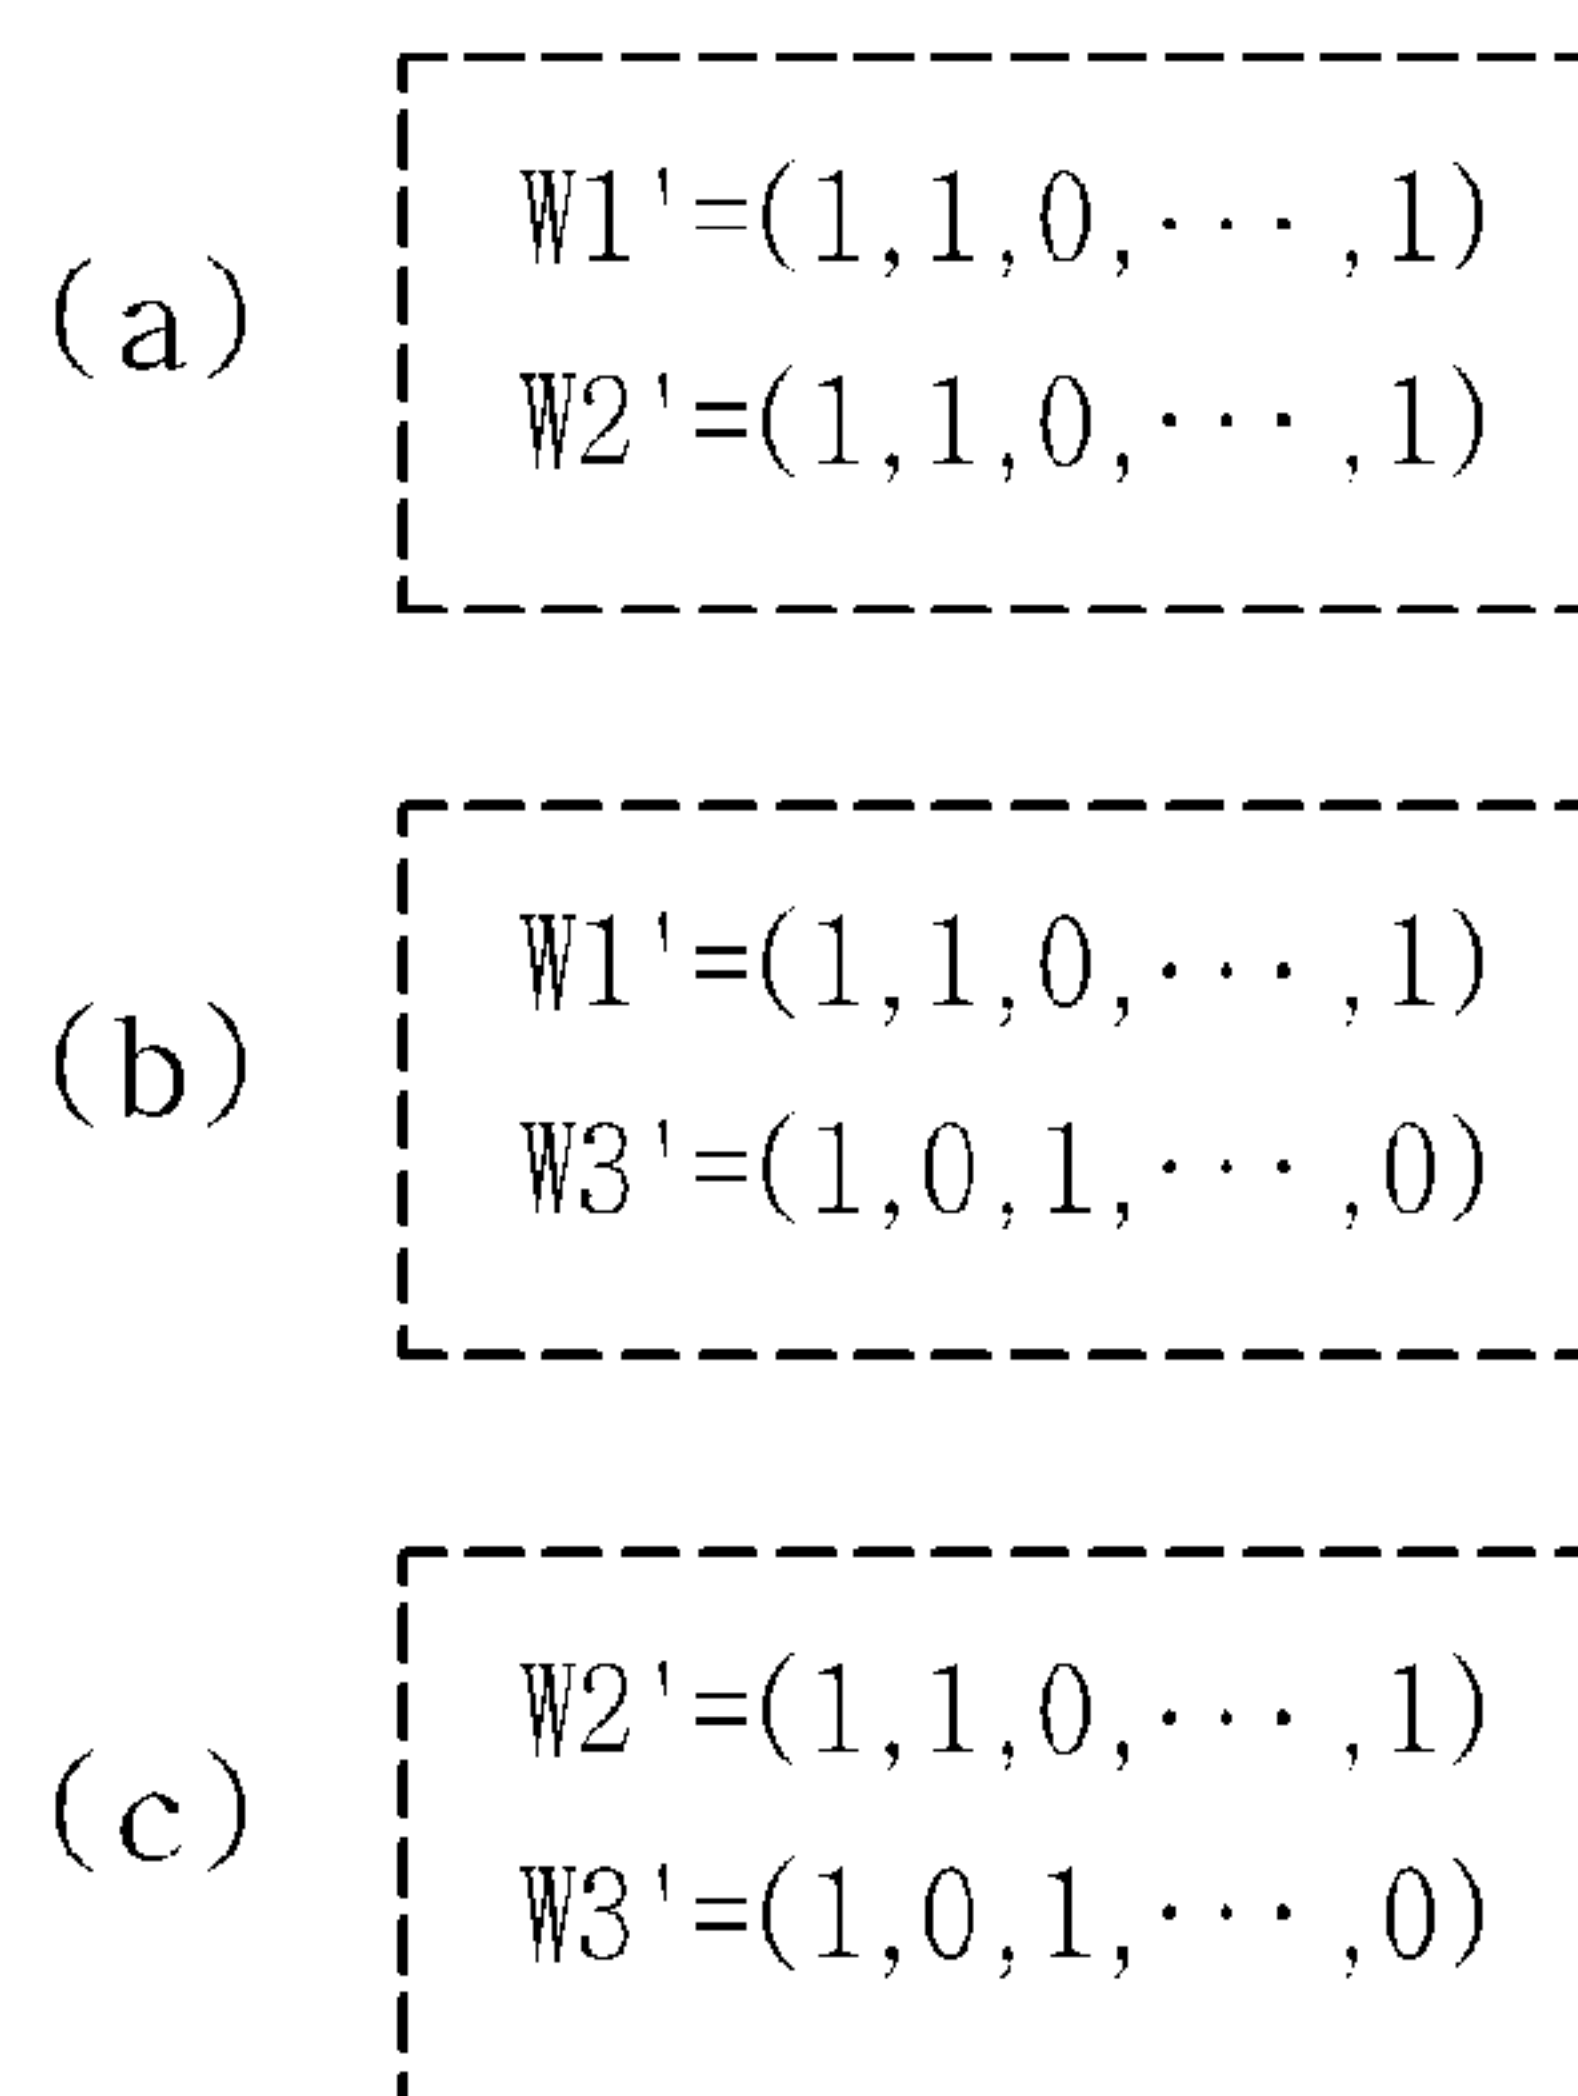 (a)
W1'=(1,1,0,··· ,1)
W2'=(1,1,0,··· ,1)
(b)
W1'=(1,1,0,··· ,1)
W3'=(1,0,1,··· ,0)
(c)
W2'=(1,1,0,··· ,1)
W3'=(1,0,1,··· ,0)